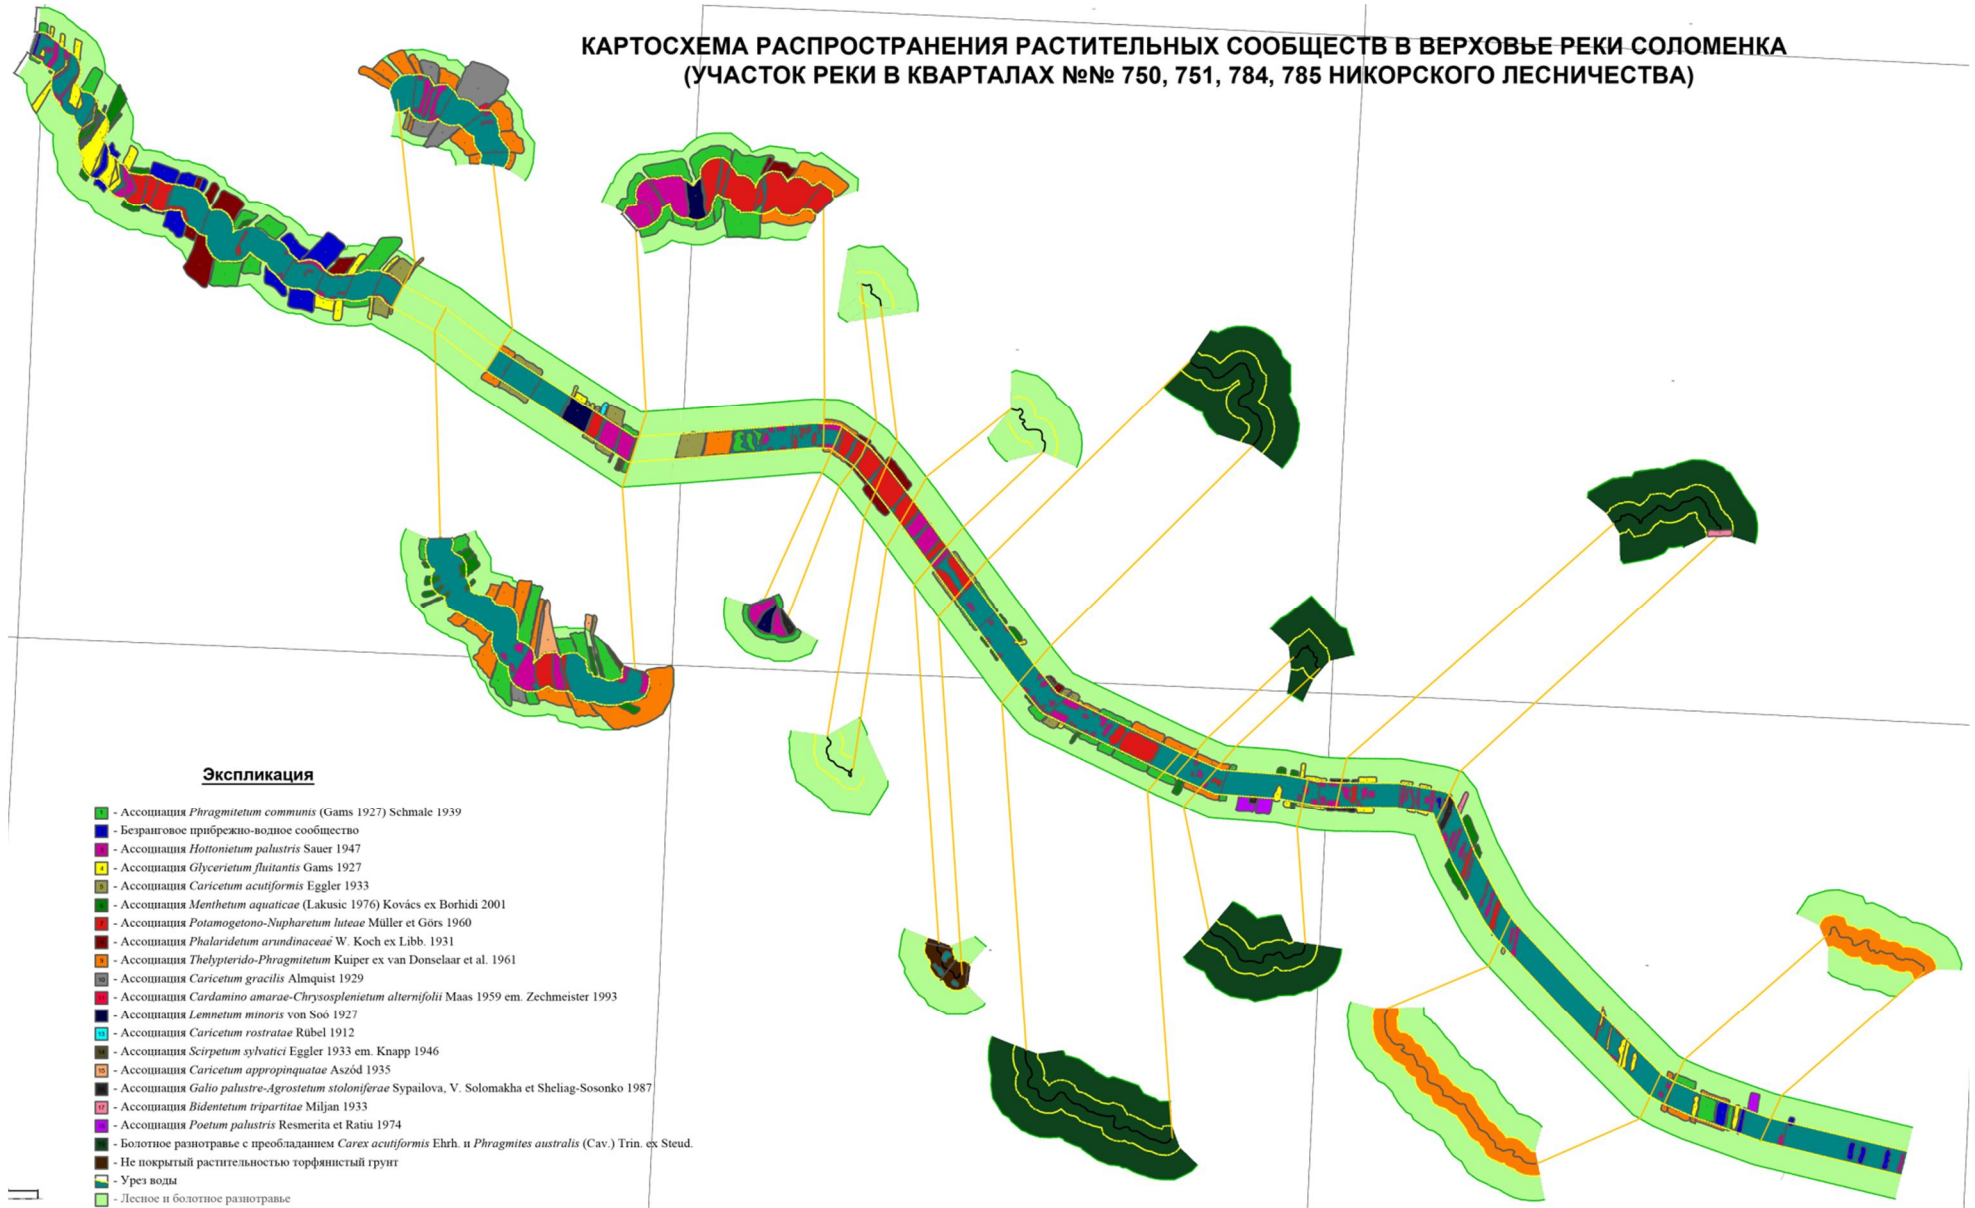 КАРТОСХЕМА РАСПРОСТРАНЕНИЯ РАСТИТЕЛЬНЫХ СООБЩЕСТВ В ВЕРХОВЬЕ РЕКИ СОЛОМЕНКА
(УЧАСТОК РЕКИ В КВАРТАЛАХ №№ 750, 751, 784, 785 НИКОРСКОГО ЛЕСНИЧЕСТВА)
Экспликация
- Ассоциация Phragmitetum communis (Gams 1927) Schmale 1939
- Безранговое прибрежно-водное сообщество
- Ассоциация Hottonietum palustris Sauer 1947
- Ассоциация Glycerietum fluitantis Gams 1927
- Ассоциация Caricetum acutiformis Eggler 1933
- Ассоциация Menthetum aquaticae (Lakusic 1976) Kovács ex Borhidi 2001
- Ассоциация Potamogetono-Nupharetum luteae Müller et Görs 1960
- Ассоциация Phalaridetum arundinaceae W. Koch ex Libb. 1931
- Ассоциация Thelypterido-Phragmitetum Kuiper ex van Donselaar et al. 1961
- Ассоциация Caricetum gracilis Almquist 1929
- Ассоциация Cardamino amarae-Chrysosplenietum alternifolii Maas 1959 em. Zechmeister 1993
- Ассоциация Lemnetum minoris von Soó 1927
- Ассоциация Caricetum rostratae Rübel 1912
- Ассоциация Scirpetum sylvatici Eggler 1933 em. Knapp 1946
- Ассоциация Caricetum appropinquatae Aszód 1935
- Ассоциация Galio palustre-Agrostetum stoloniferae Sypailova, V. Solomakha et Sheliag-Sosonko 1987
- Ассоциация Bidentetum tripartitae Miljan 1933
- Ассоциация Poetum palustris Resmerita et Ratiu 1974
- Болотное разнотравье с преобладанием Carex acutiformis Ehrh. и Phragmites australis (Cav.) Trin. ex Steud.
- Не покрытый растительностью торфянистый грунт
- Урез воды
- Лесное и болотное разнотравье